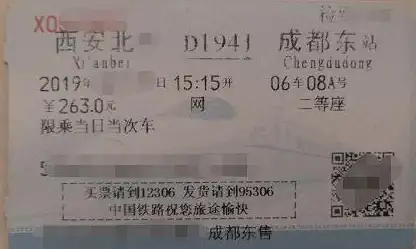 XQ
西安北 D1941 成都东站
Xi'anbei Chengdudong
2019年 日 15:15开 06车08A号
￥263.0元 网 二等座
限乘当日当次车
5
买票请到12306 发货请到95306
中国铁路祝您旅途愉快
成都东售